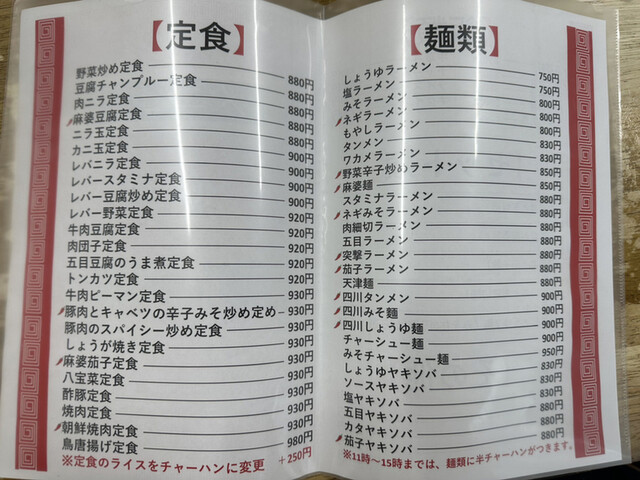 【定食】
野菜炒め定食 880円
豆腐チャンプルー定食 880円
肉ニラ定食 880円
麻婆豆腐定食 880円
ニラ玉定食 880円
カニ玉定食 900円
レバニラ定食 900円
レバースタミナ定食 900円
レバー豆腐炒め定食 900円
レバー野菜定食 920円
牛肉豆腐定食 920円
肉団子定食 920円
五目豆腐のうま煮定食 920円
トンカツ定食 920円
牛肉ピーマン定食 930円
豚肉とキャベツの辛子みそ炒め定め 930円
豚肉のスパイシー炒め定食 930円
しょうが焼き定食 930円
麻婆茄子定食 930円
八宝菜定食 930円
酢豚定食 930円
焼肉定食 930円
朝鮮焼肉定食 930円
鳥唐揚げ定食 980円
※定食のライスをチャーハンに変更 +250円
【麺類】
しょうゆラーメン 750円
塩ラーメン 750円
みそラーメン 800円
ネギラーメン 800円
もやしラーメン 800円
タンメン 830円
ワカメラーメン 830円
野菜辛子炒めラーメン 850円
麻婆麺 850円
スタミナラーメン 880円
ネギみそラーメン 880円
肉細切ラーメン 880円
五目ラーメン 880円
突撃ラーメン 880円
茄子ラーメン 880円
天津麺 880円
四川タンメン 900円
四川みそ麺 900円
四川しょうゆ麺 900円
チャーシュー麺 900円
みそチャーシュー麺 950円
しょうゆヤキソバ 830円
ソースヤキソバ 830円
塩ヤキソバ 830円
五目ヤキソバ 880円
カタヤキソバ 880円
茄子ヤキソバ 880円
※11時～15時までは、麺類に半チャーハンがつきます。